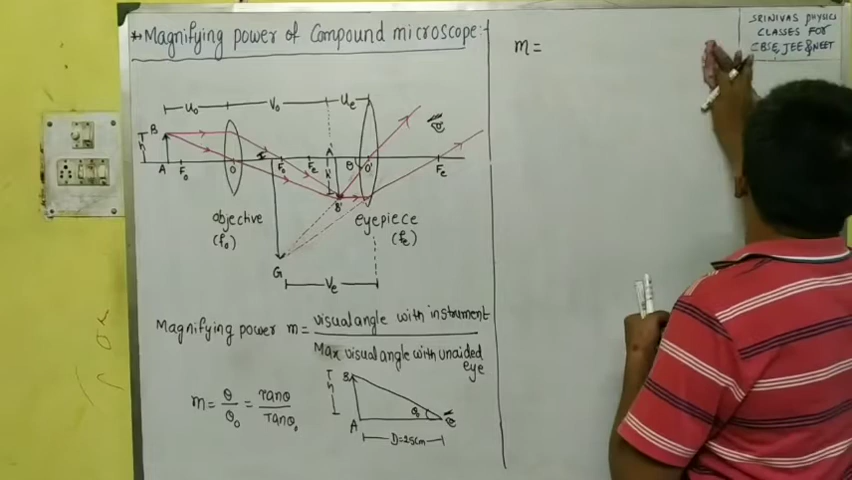 Magnifying power of Compound microscope:-
m =
SRINIVAS PHYSICS
CLASSES FOR
CBSE, JEE & NEET
u₀ v₀ uₑ
h B A F₀ O F₀ Fₑ A' h' B' θ O' Fₑ
objective
(f₀)
eyepiece
(fₑ)
G
vₑ
Magnifying power m = visual angle with instrument
Max visual angle with unaided
eye
m = θ/θ₀ = Tanθ/Tanθ₀
h B A θ₀
D=25cm